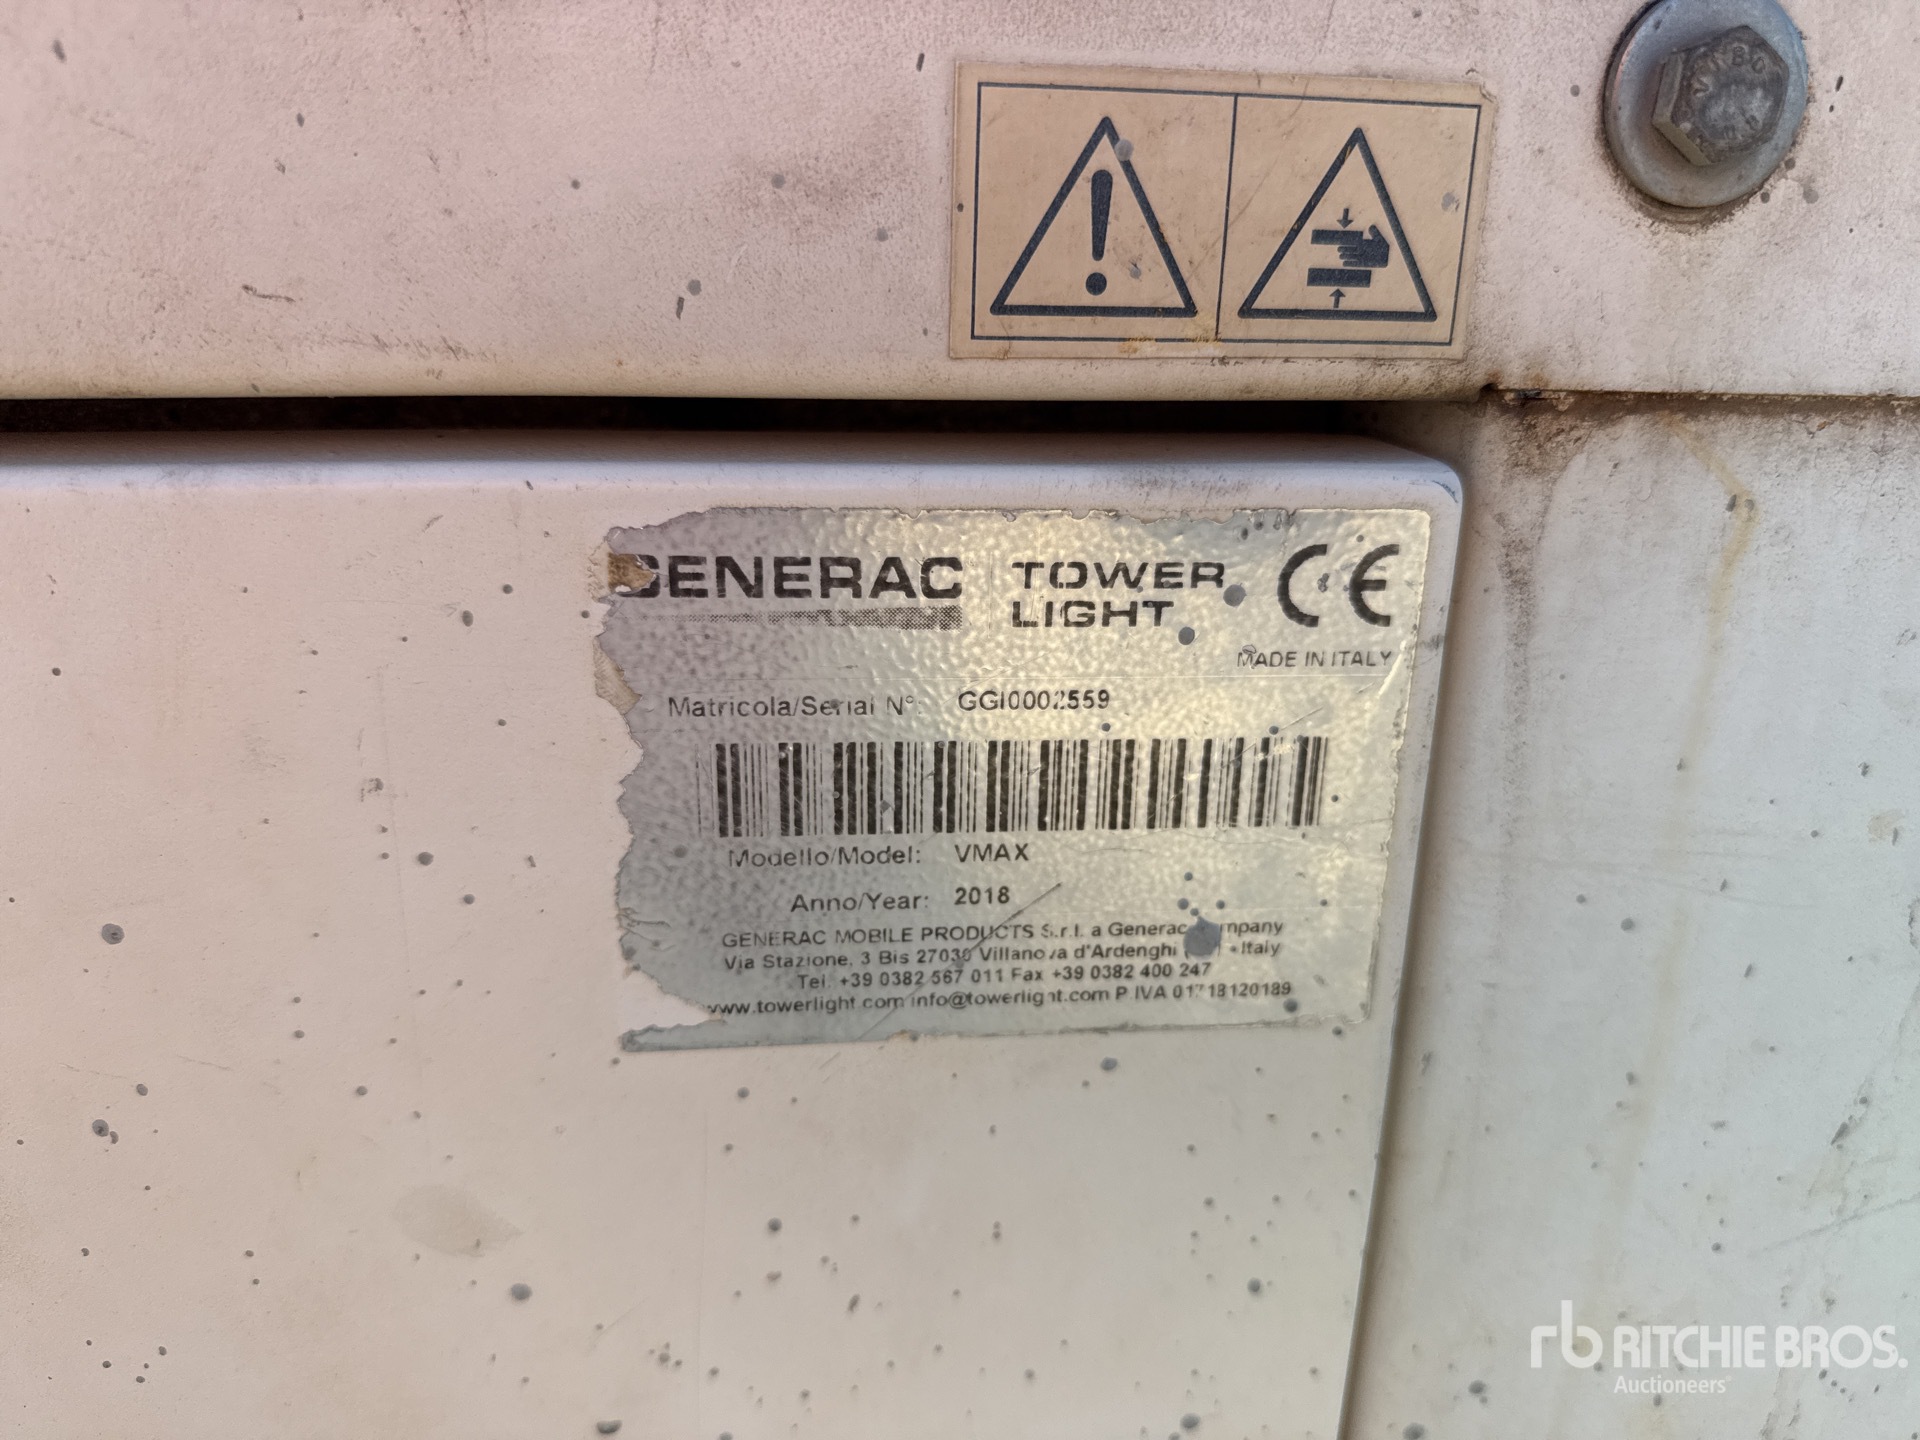 GENERAC
TOWER
LIGHT
CE
MADE IN ITALY
Matricola/Serial N°: GGI0002559
Modello/Model: VMAX
Anno/Year: 2018
GENERAC MOBILE PRODUCTS S.r.l. a Generac Company
Via Stazione, 3 Bis 27030 Villanova d'Ardenghi - Italy
Tel. +39 0382 567 011 Fax +39 0382 400 247
www.towerlight.com info@towerlight.com P.IVA 01718120189
rb RITCHIE BROS.
Auctioneers